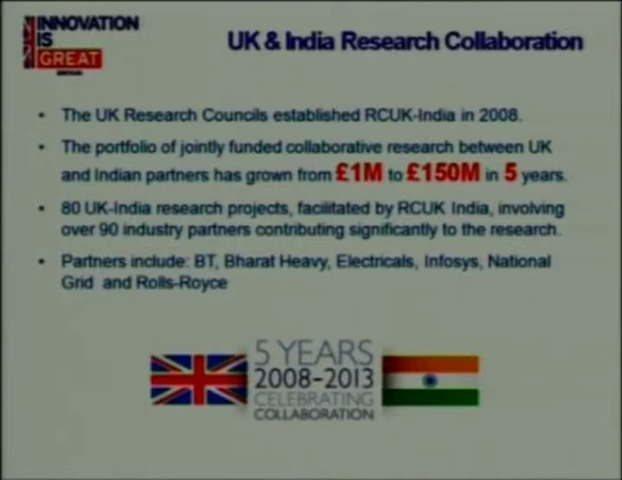 INNOVATION
IS
GREAT
BRITAIN
UK & India Research Collaboration
• The UK Research Councils established RCUK-India in 2008.
• The portfolio of jointly funded collaborative research between UK
and Indian partners has grown from £1M to £150M in 5 years.
• 80 UK-India research projects, facilitated by RCUK India, involving
over 90 industry partners contributing significantly to the research.
• Partners include: BT, Bharat Heavy, Electricals, Infosys, National
Grid and Rolls-Royce
5 YEARS
2008-2013
CELEBRATING
COLLABORATION